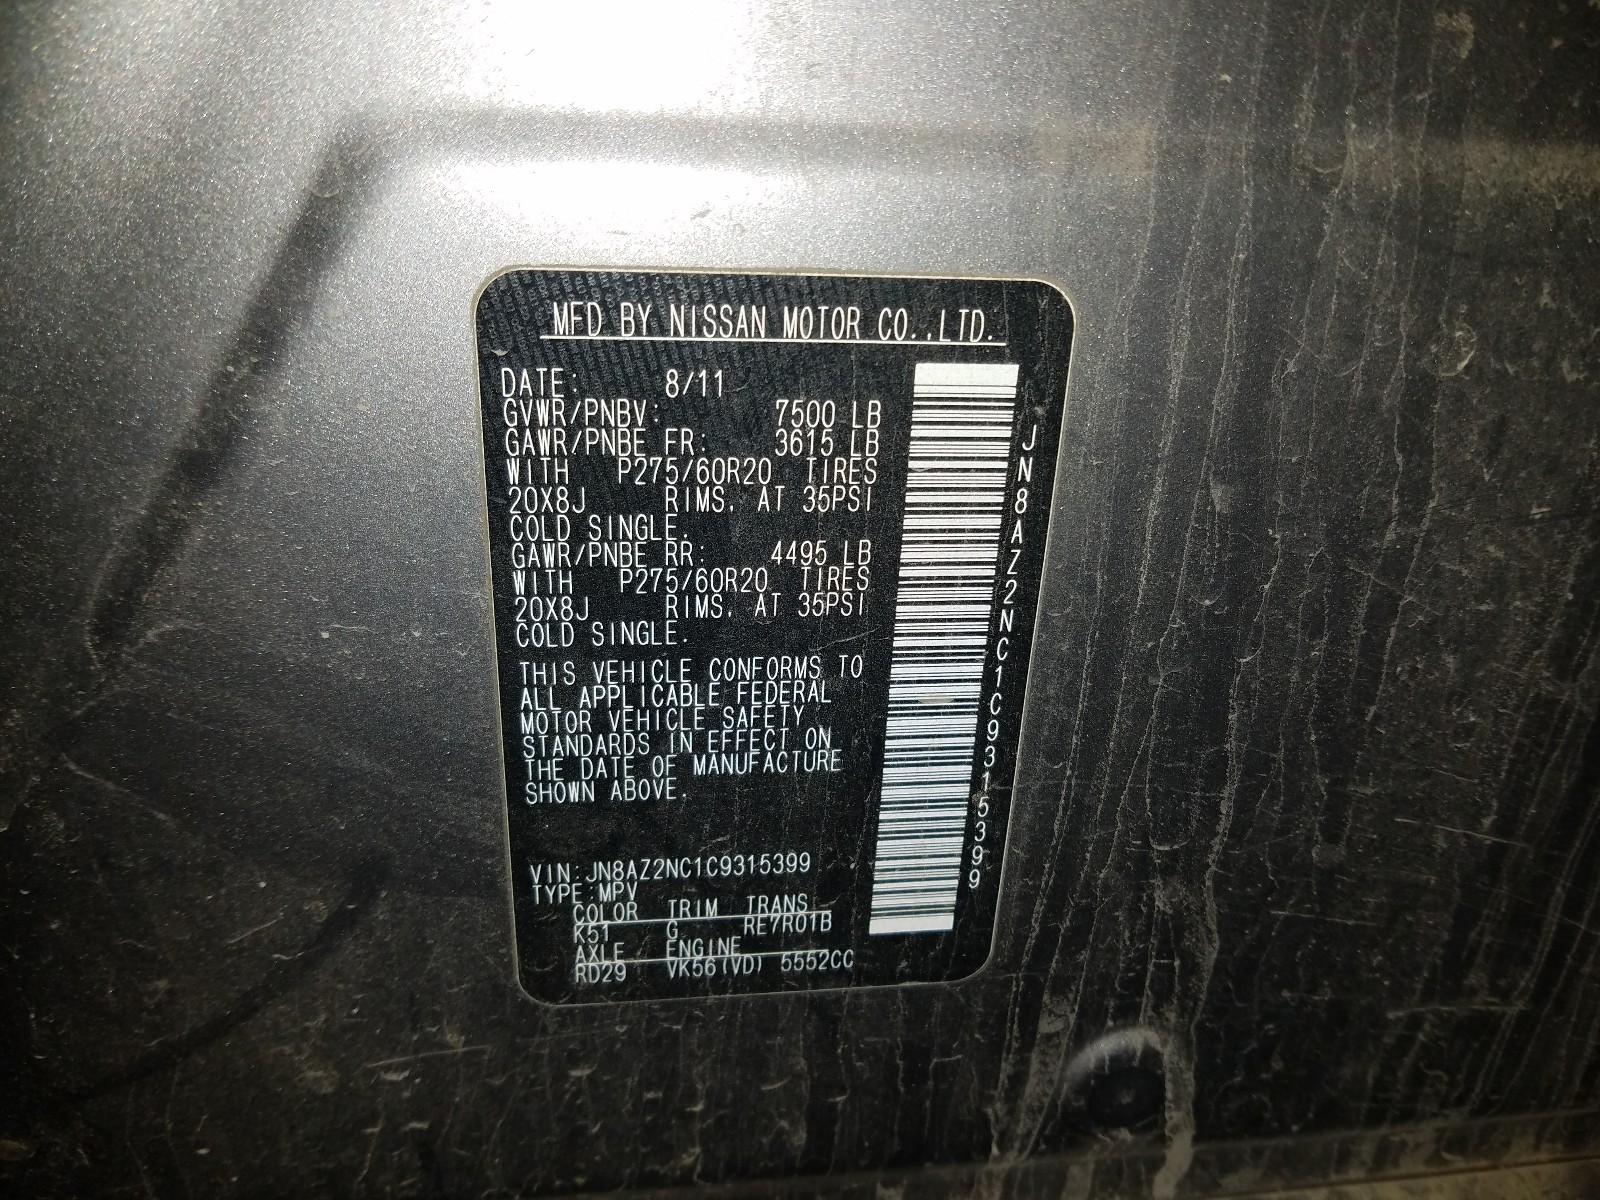 MFD BY NISSAN MOTOR CO.,LTD.
DATE: 8/11
GVWR/PNBV: 7500 LB
GAWR/PNBE FR: 3615 LB
WITH P275/60R20 TIRES
20X8J RIMS, AT 35PSI
COLD SINGLE.
GAWR/PNBE RR: 4495 LB
WITH P275/60R20 TIRES
20X8J RIMS, AT 35PSI
COLD SINGLE.
THIS VEHICLE CONFORMS TO
ALL APPLICABLE FEDERAL
MOTOR VEHICLE SAFETY
STANDARDS IN EFFECT ON
THE DATE OF MANUFACTURE
SHOWN ABOVE.
VIN:JN8AZ2NC1C9315399
TYPE:MPV
COLOR TRIM TRANS
K51 G RE7R01B
AXLE ENGINE
RD29 VK56(VD) 5552CC
JN8AZ2NC1C9315399